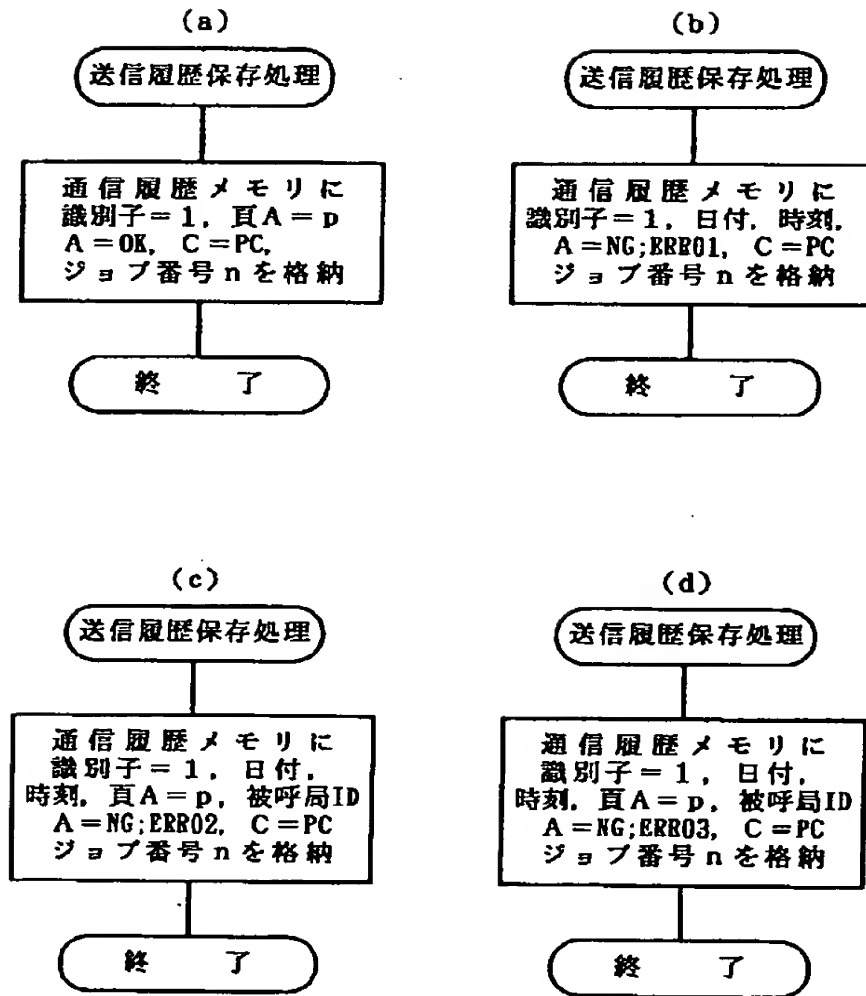 (a)
送信履歴保存処理
通信履歴メモリに
識別子=1, 頁A=p
A=OK, C=PC,
ジョブ番号nを格納
終 了
(b)
送信履歴保存処理
通信履歴メモリに
識別子=1, 日付, 時刻,
A=NG;ERR01, C=PC
ジョブ番号nを格納
終 了
(c)
送信履歴保存処理
通信履歴メモリに
識別子=1, 日付,
時刻, 頁A=p, 被呼局ID
A=NG;ERR02, C=PC
ジョブ番号nを格納
終 了
(d)
送信履歴保存処理
通信履歴メモリに
識別子=1, 日付,
時刻, 頁A=p, 被呼局ID
A=NG;ERR03, C=PC
ジョブ番号nを格納
終 了